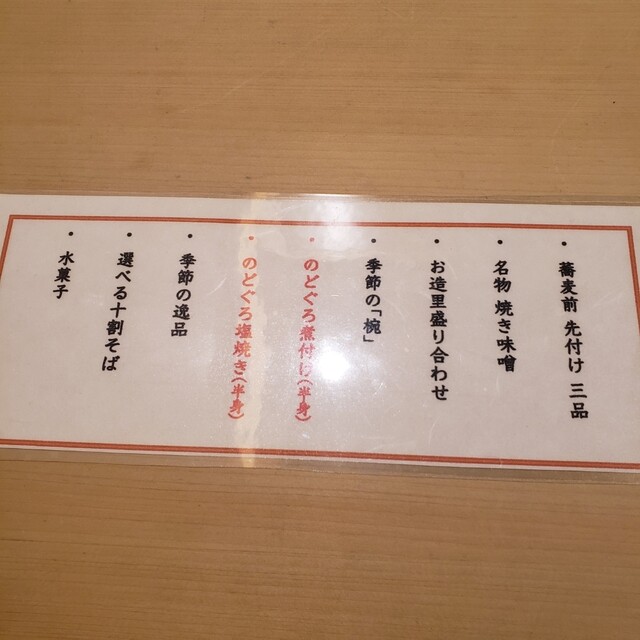 ・蕎麦前 先付け 三品
・名物 焼き味噌
・お造里盛り合わせ
・季節の「椀」
・のどぐろ煮付け(半身)
・のどぐろ塩焼き(半身)
・季節の逸品
・選べる十割そば
・水菓子